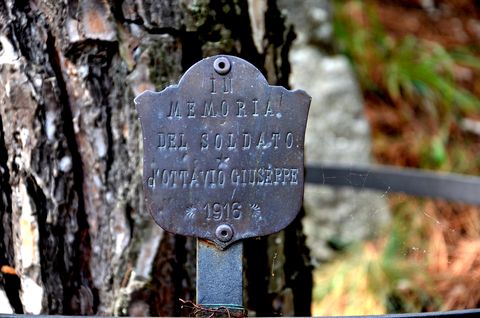 IN
MEMORIA
DEL SOLDATO
d'OTTAVIO GIUSEPPE
1916